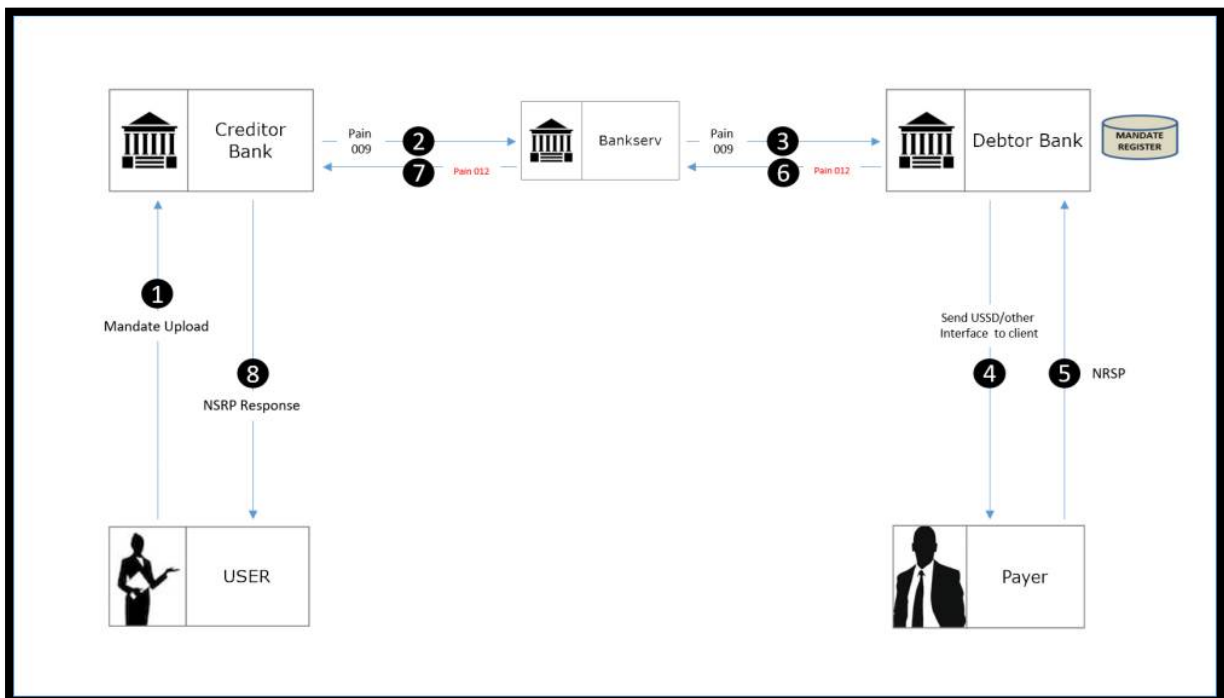 Creditor
Bank
Pain
009
2
7
Pain 012
Bankserv
Pain
009
3
6
Pain 012
Debtor Bank
MANDATE
REGISTER
1
Mandate Upload
8
NSRP Response
Send USSD/other
Interface to client
4
5
NRSP
USER
Payer